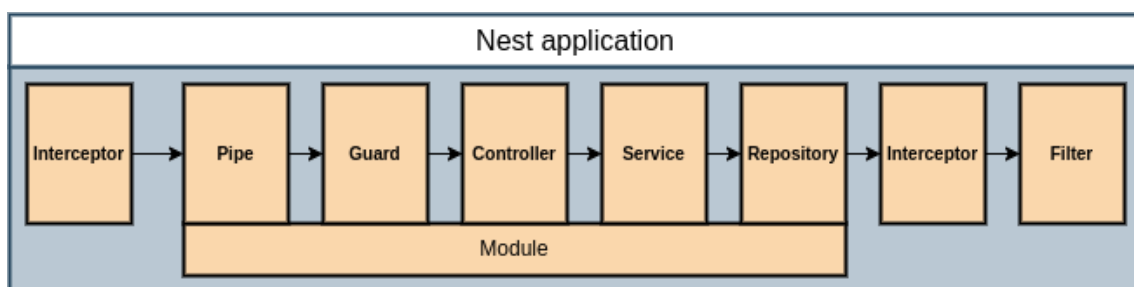 Nest application
Interceptor
Pipe
Guard
Controller
Service
Repository
Interceptor
Filter
Module